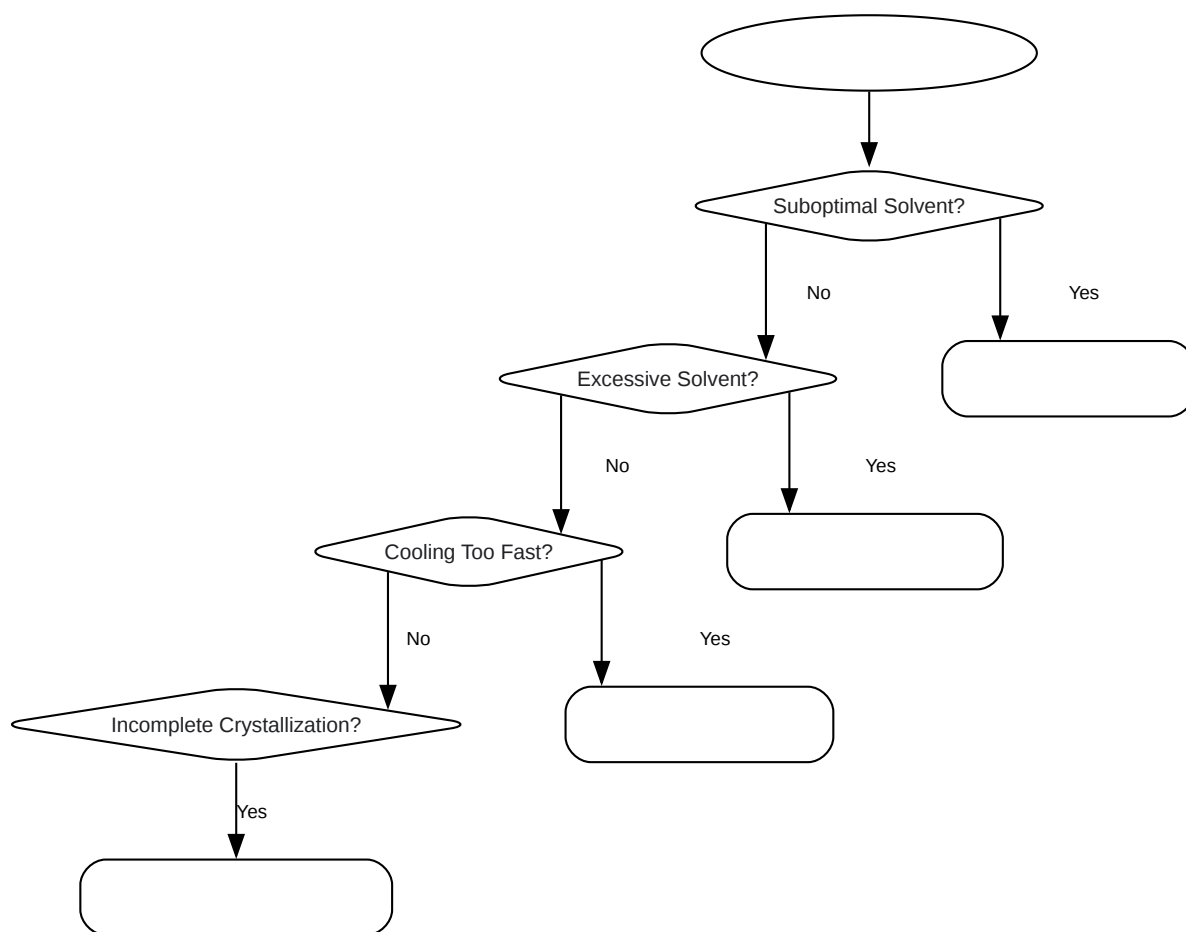 Suboptimal Solvent?
No
Yes
Excessive Solvent?
No
Yes
Cooling Too Fast?
No
Yes
Incomplete Crystallization?
Yes